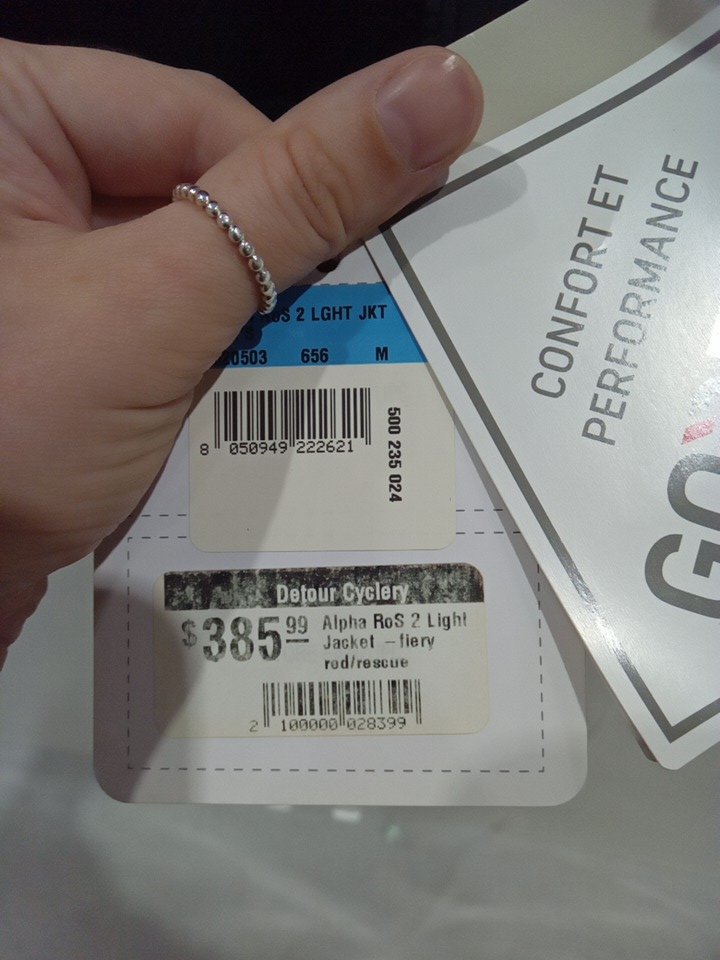 2 LGHT JKT
0503 656 M
8 050949 222621
500 235 024
Detour Cyclery
$385.99
Alpha RoS 2 Light
Jacket - fiery
red/rescue
2 100000 028399
CONFORT ET
PERFORMANCE